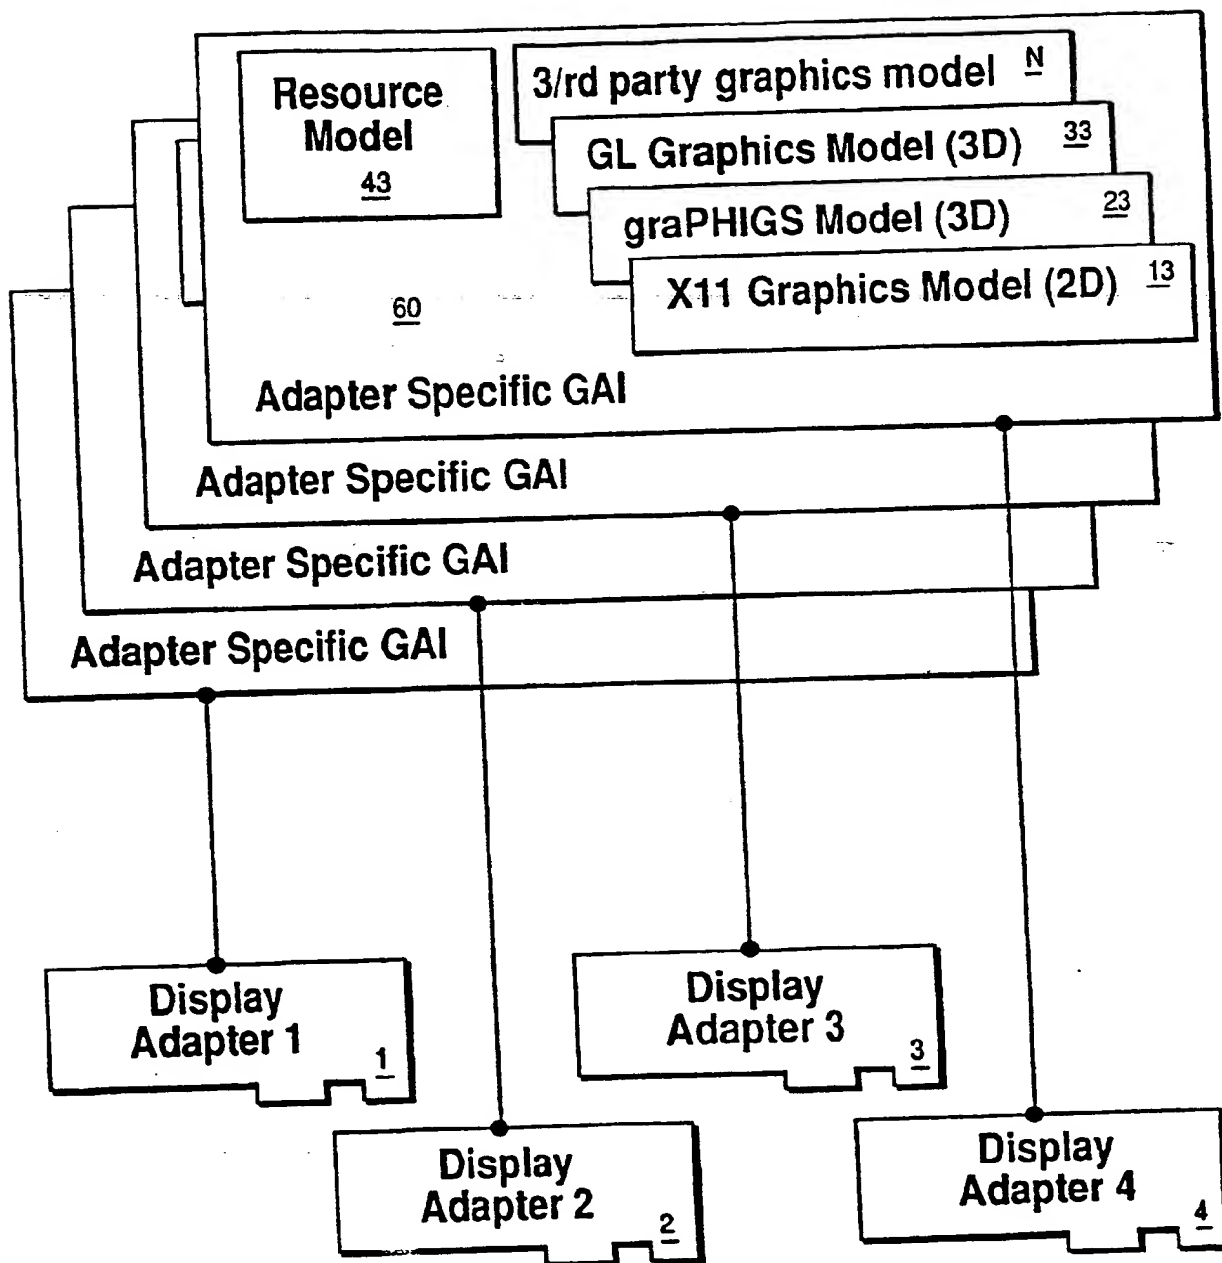 Resource
Model
43
3/rd party graphics model N
GL Graphics Model (3D) 33
graPHIGS Model (3D) 23
X11 Graphics Model (2D) 13
60
Adapter Specific GAI
Adapter Specific GAI
Adapter Specific GAI
Adapter Specific GAI
Display
Adapter 1
1
Display
Adapter 3
3
Display
Adapter 2
2
Display
Adapter 4
4